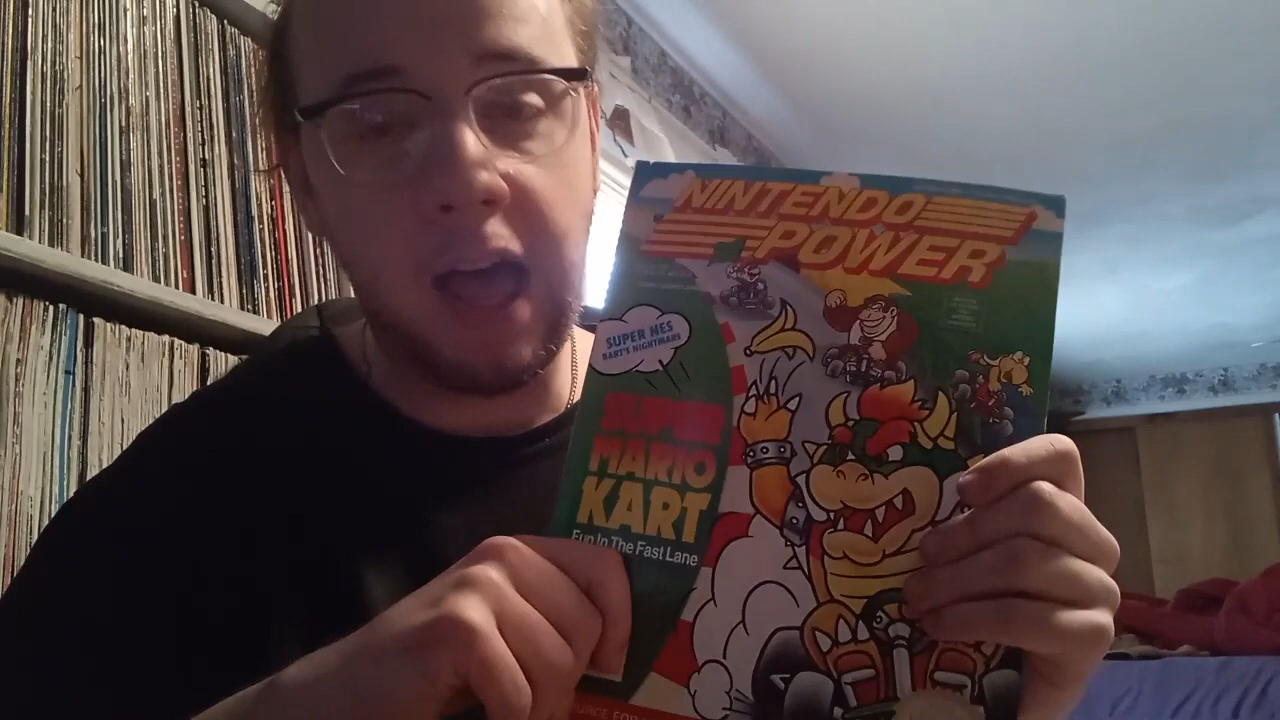 NINTENDO
POWER
SUPER NES
BART'S NIGHTMARE
SUPER
MARIO
KART
Fun In The Fast Lane